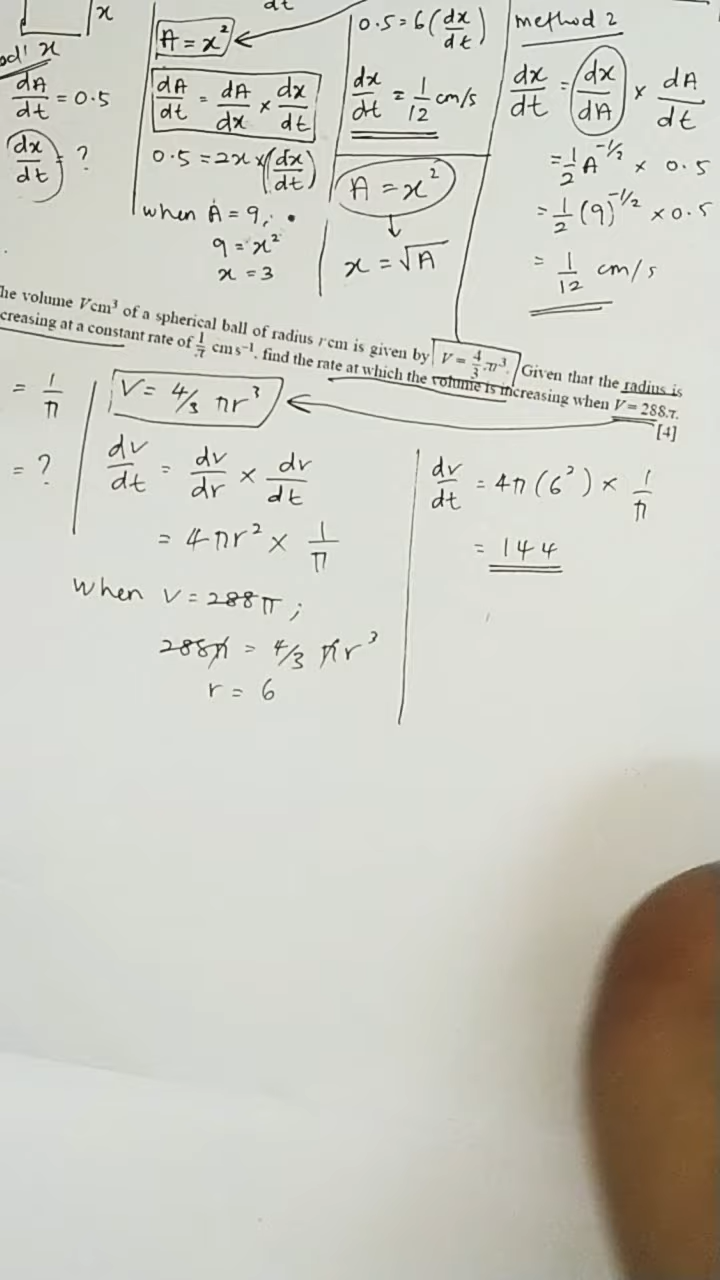 x
dt
A = x²
0.5 = 6 (dx/dt)
method 2
x
dA/dt = 0.5
dA/dt = dA/dx × dx/dt
dx/dt = 1/12 cm/s
dx/dt = dx/dA × dA/dt
dx/dt = ?
0.5 = 2x × (dx/dt)
A = x²
= 1/2 A^(-1/2) × 0.5
when A = 9,
= 1/2 (9)^(-1/2) × 0.5
9 = x²
x = √A
x = 3
= 1/12 cm/s
he volume V cm³ of a spherical ball of radius r cm is given by V = 4/3 πr³. Given that the radius is
creasing at a constant rate of 1/π cm s⁻¹, find the rate at which the volume is increasing when V = 288π.
[4]
= 1/π
V = 4/3 πr³
= ?
dv/dt = dv/dr × dr/dt
= 4πr² × 1/π
when v = 288π ;
288π = 4/3 πr³
r = 6
dv/dt = 4π(6²) × 1/π
= 144